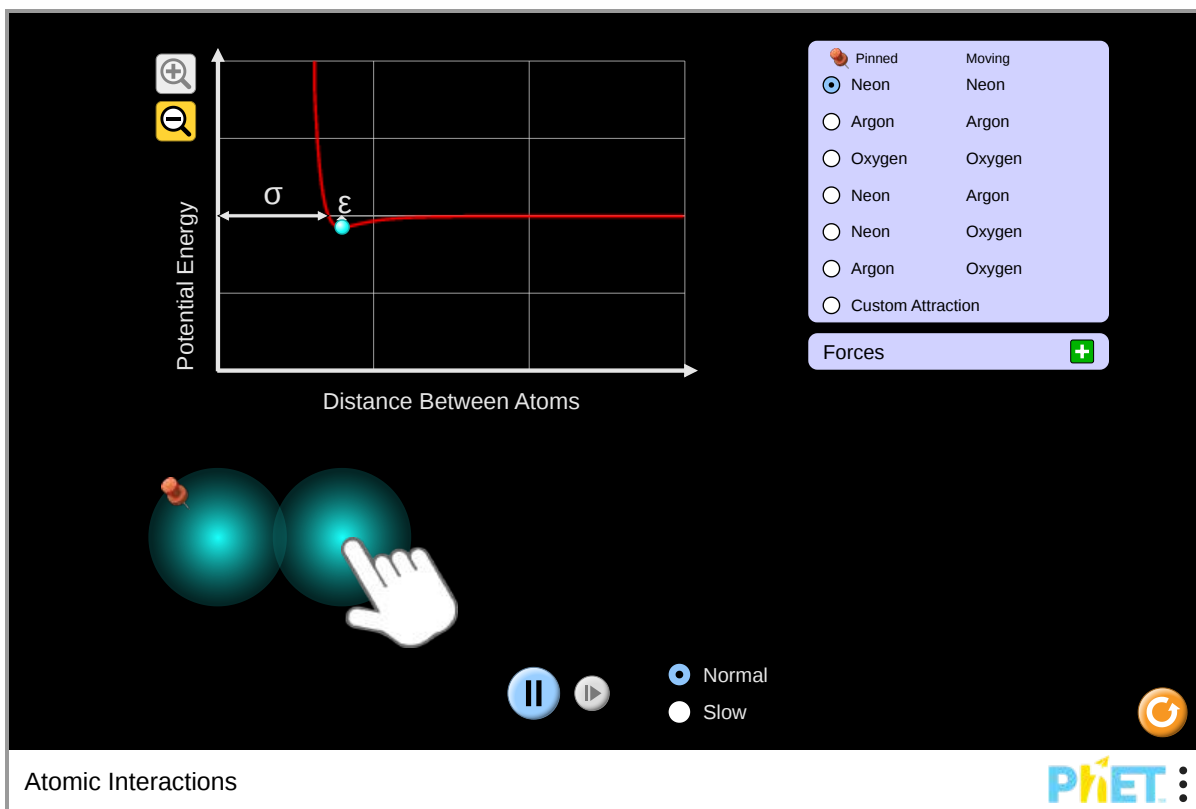 Pinned Moving
Neon Neon
Argon Argon
Oxygen Oxygen
Neon Argon
Neon Oxygen
Argon Oxygen
Custom Attraction
Forces
σ
ε
Potential Energy
Distance Between Atoms
Normal
Slow
Atomic Interactions
PhET